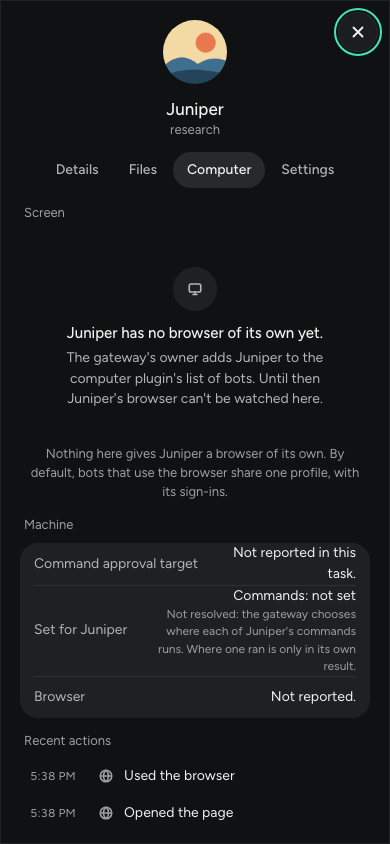 Juniper
research
Details Files Computer Settings
Screen
Juniper has no browser of its own yet.
The gateway's owner adds Juniper to the
computer plugin's list of bots. Until then
Juniper's browser can't be watched here.
Nothing here gives Juniper a browser of its own. By
default, bots that use the browser share one profile, with
its sign-ins.
Machine
Command approval target Not reported in this
task.
Set for Juniper Commands: not set
Not resolved: the gateway chooses
where each of Juniper's commands
runs. Where one ran is only in its own
result.
Browser Not reported.
Recent actions
5:38 PM Used the browser
5:38 PM Opened the page